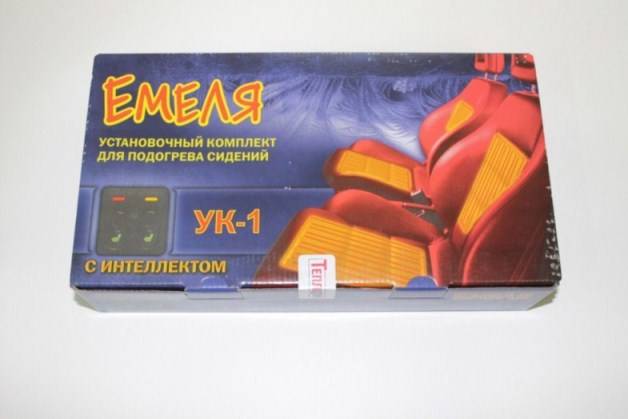 ЕМЕЛЯ
УСТАНОВОЧНЫЙ КОМПЛЕКТ
ДЛЯ ПОДОГРЕВА СИДЕНИЙ
УК-1
С ИНТЕЛЛЕКТОМ